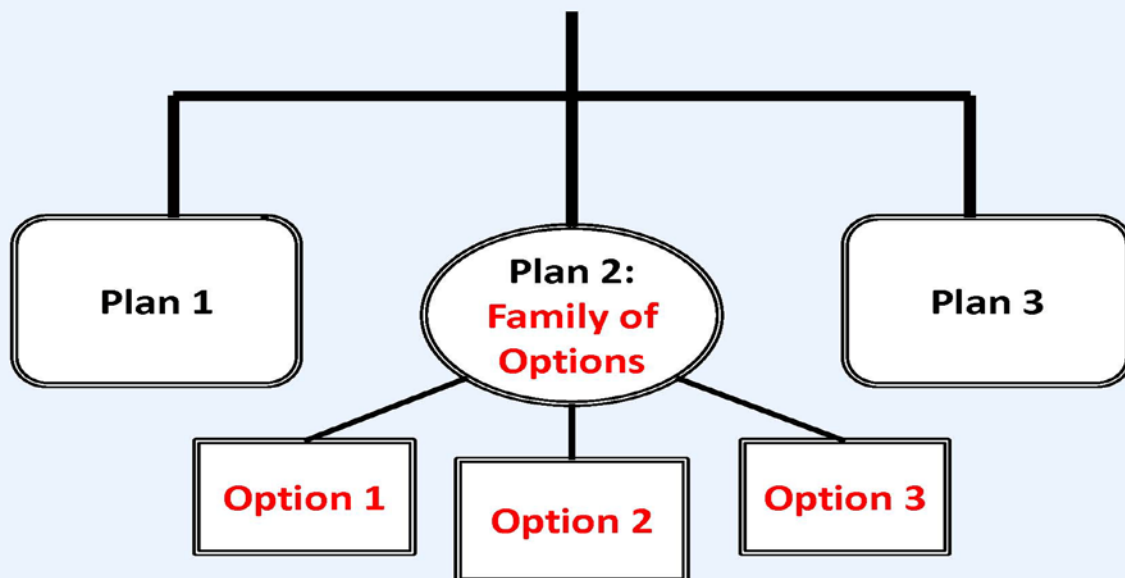 Plan 1
Plan 2:
Family of
Options
Plan 3
Option 1
Option 2
Option 3